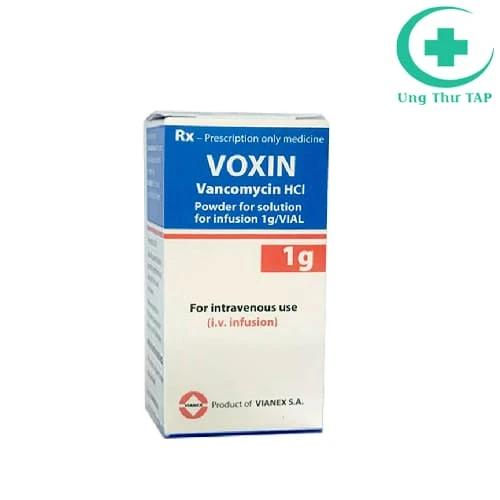 Ung Thư TAP
Rx – Prescription only medicine
VOXIN
Vancomycin HCl
Powder for solution
for infusion 1g/VIAL
1g
For intravenous use
(i.v. infusion)
VIANEX
Product of VIANEX S.A.